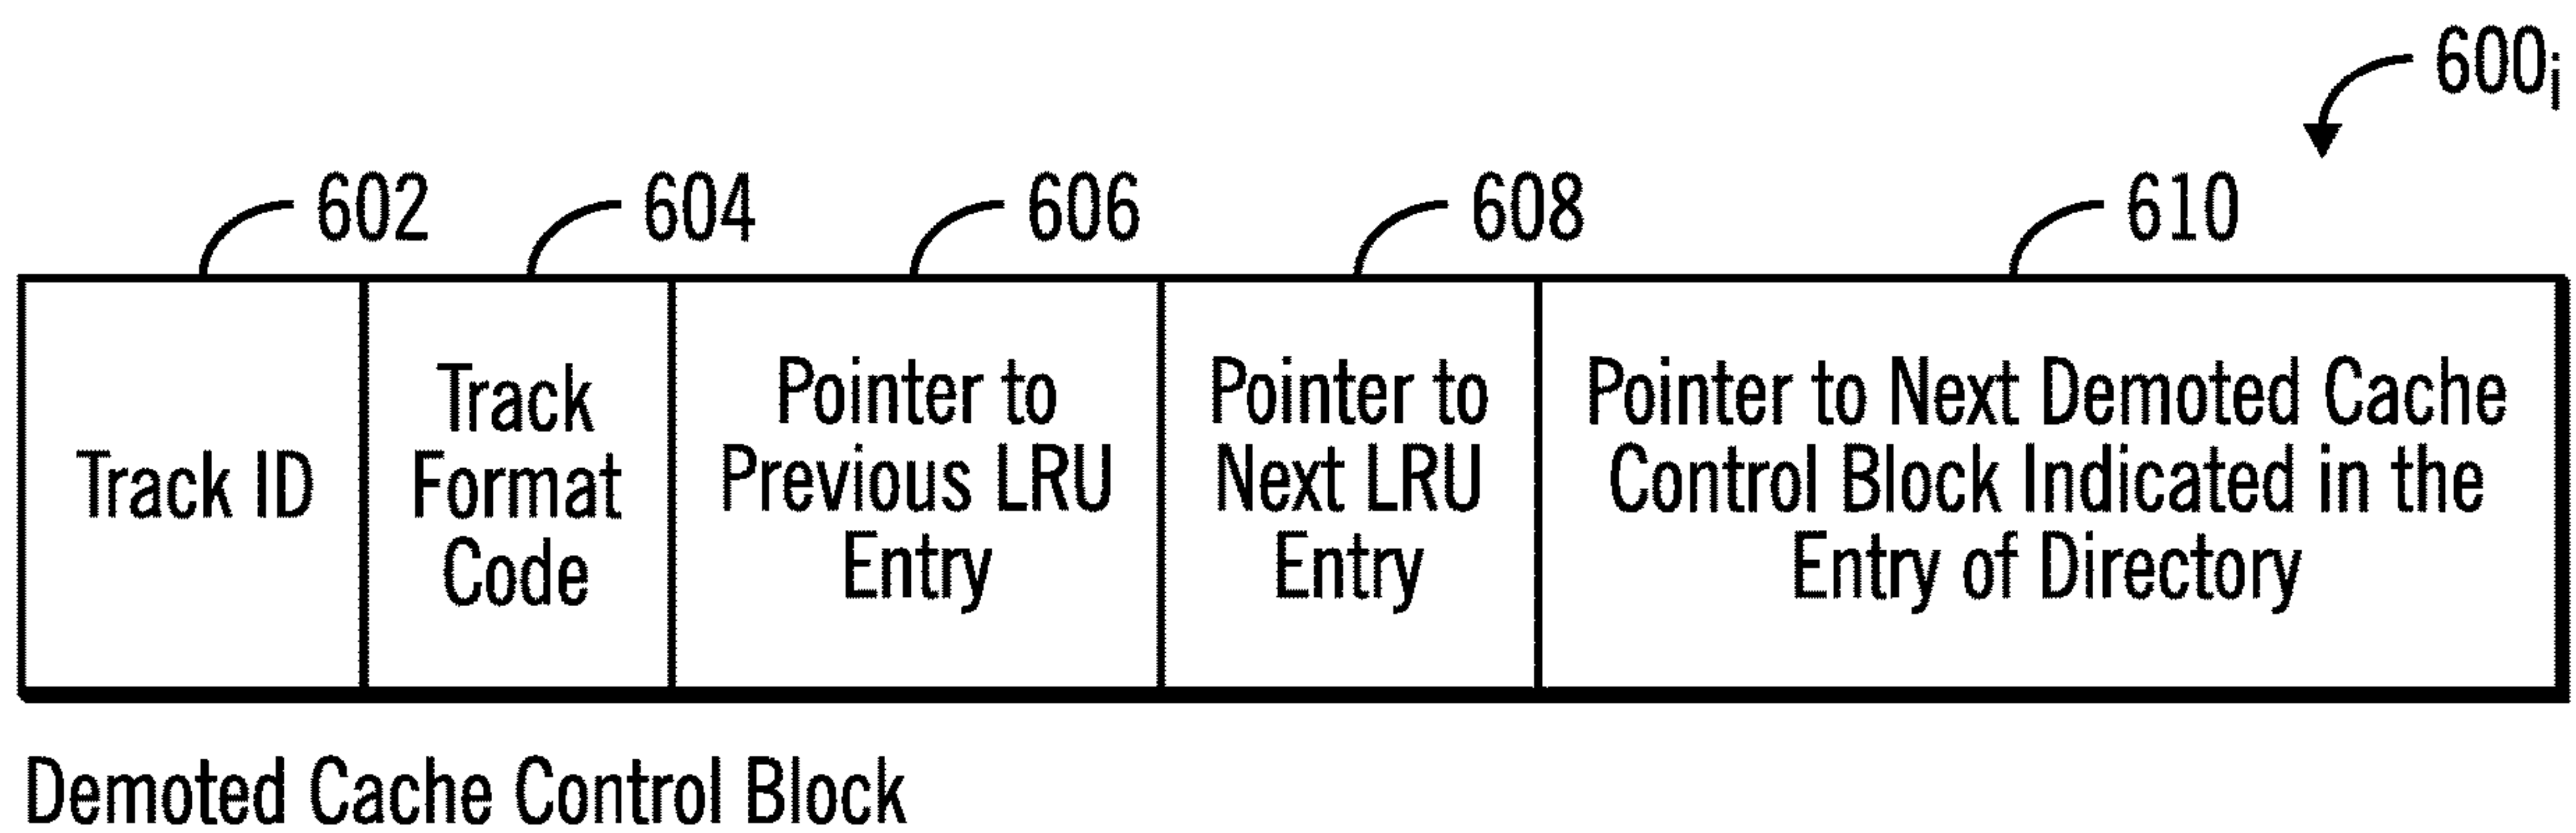 600i
602
604
606
608
610
Track ID
Track
Format
Code
Pointer to
Previous LRU
Entry
Pointer to
Next LRU
Entry
Pointer to Next Demoted Cache
Control Block Indicated in the
Entry of Directory
Demoted Cache Control Block